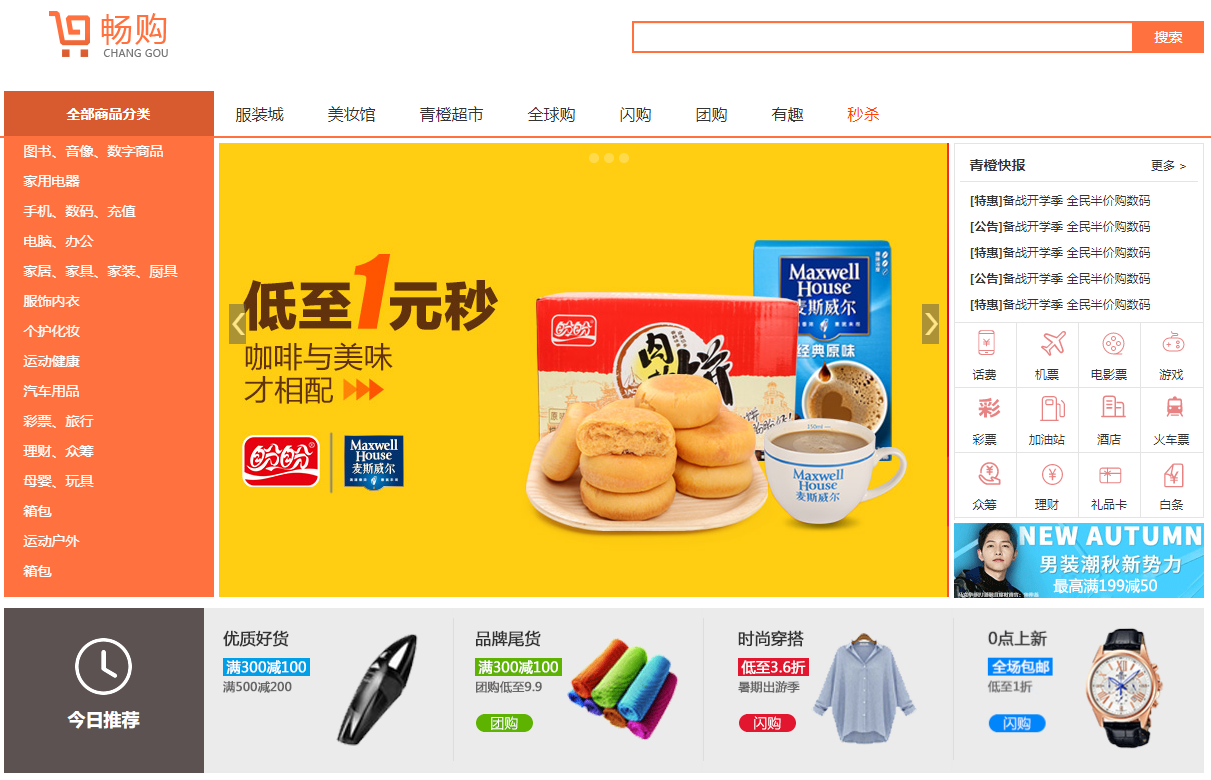 畅购
CHANG GOU
搜索
全部商品分类
服装城
美妆馆
青橙超市
全球购
闪购
团购
有趣
秒杀
图书、音像、数字商品
家用电器
手机、数码、充值
电脑、办公
家居、家具、家装、厨具
服饰内衣
个护化妆
运动健康
汽车用品
彩票、旅行
理财、众筹
母婴、玩具
箱包
运动户外
箱包
低至1元秒
咖啡与美味
才相配
盼盼
Maxwell
House
麦斯威尔
盼盼
肉松饼
Maxwell
House
麦斯威尔
经典原味
150ml
Maxwell
House
麦斯威尔
青橙快报
更多 >
[特惠]备战开学季 全民半价购数码
[公告]备战开学季 全民半价购数码
[特惠]备战开学季 全民半价购数码
[公告]备战开学季 全民半价购数码
[特惠]备战开学季 全民半价购数码
话费
机票
电影票
游戏
彩
彩票
加油站
酒店
火车票
众筹
理财
礼品卡
白条
NEW AUTUMN
男装潮秋新势力
最高满199减50
今日推荐
优质好货
满300减100
满500减200
品牌尾货
满300减100
团购低至9.9
团购
时尚穿搭
低至3.6折
暑期出游季
闪购
0点上新
全场包邮
低至1折
闪购